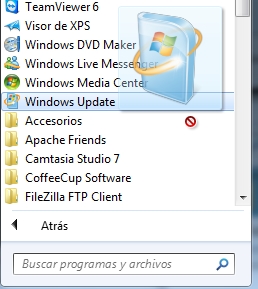 TeamViewer 6
Visor de XPS
Windows DVD Maker
Windows Live Messenger
Windows Media Center
Windows Update
Accesorios
Apache Friends
Camtasia Studio 7
CoffeeCup Software
FileZilla FTP Client
Atrás
Buscar programas y archivos